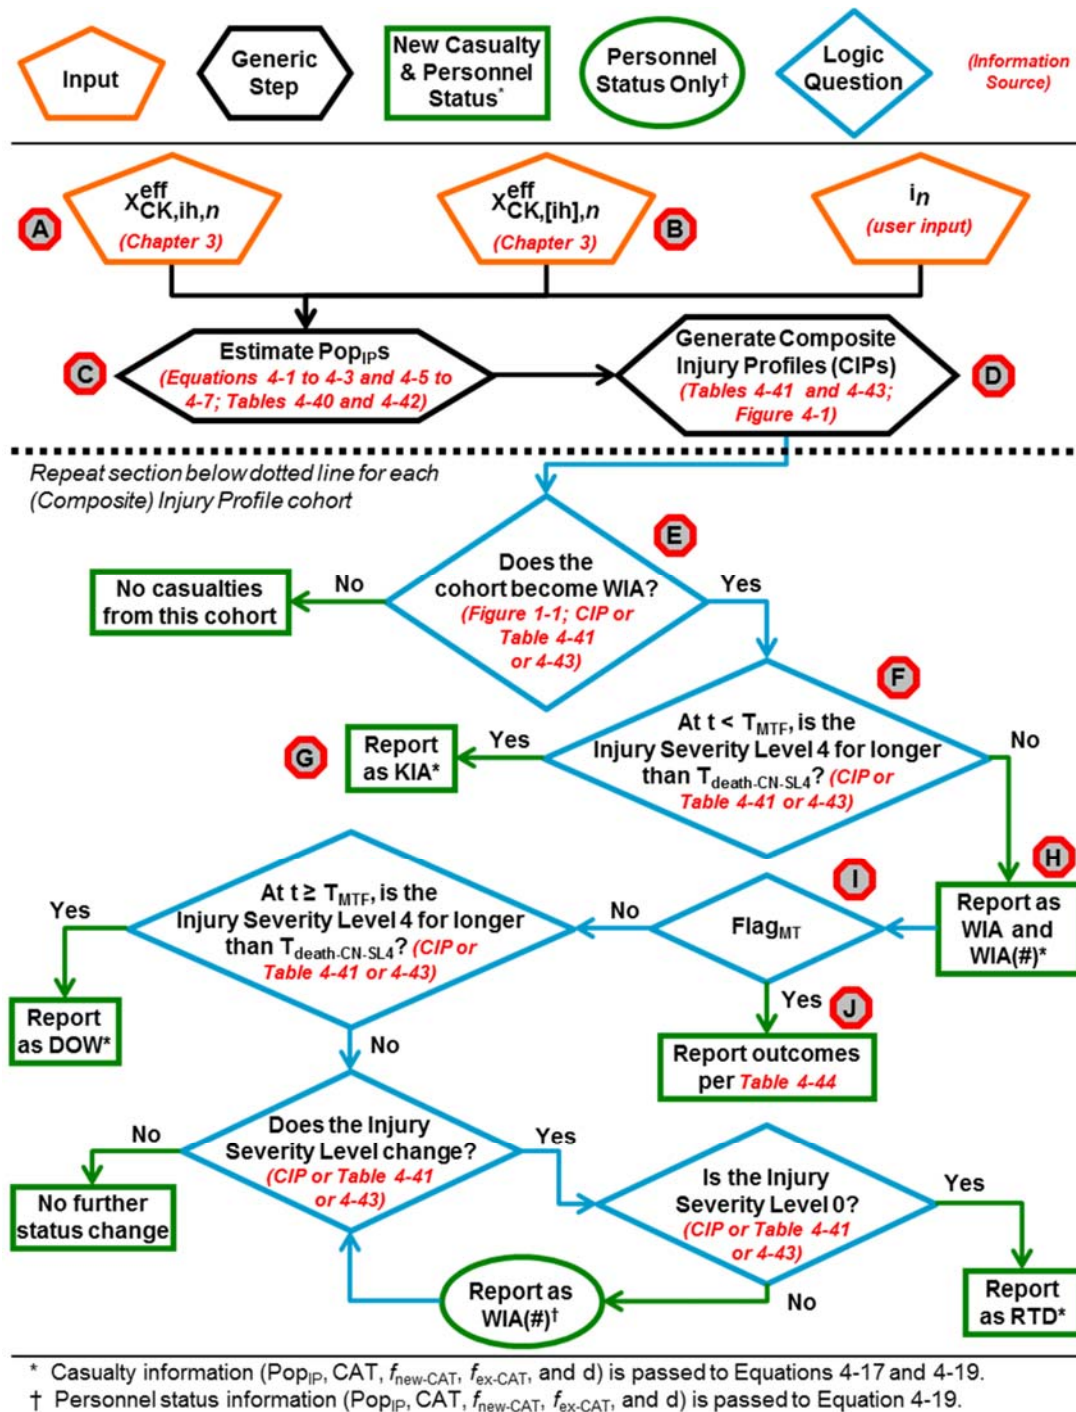 Input
Generic
Step
New Casualty
& Personnel
Status*
Personnel
Status Only†
Logic
Question
(Information
Source)
A
X^eff_CK,ih,n
(Chapter 3)
X^eff_CK,[ih],n
(Chapter 3)
B
i_n
(user input)
C
Estimate Pop_IPs
(Equations 4-1 to 4-3 and 4-5 to
4-7; Tables 4-40 and 4-42)
Generate Composite
Injury Profiles (CIPs)
(Tables 4-41 and 4-43;
Figure 4-1)
D
Repeat section below dotted line for each
(Composite) Injury Profile cohort
E
Does the
cohort become WIA?
(Figure 1-1; CIP or
Table 4-41
or 4-43)
No
Yes
No casualties
from this cohort
F
At t < T_MTF, is the
Injury Severity Level 4 for longer
than T_death-CN-SL4? (CIP or
Table 4-41 or 4-43)
Yes
No
G
Report
as KIA*
H
Report as
WIA and
WIA(#)*
I
Flag_MT
No
Yes
J
Report outcomes
per Table 4-44
At t ≥ T_MTF, is the
Injury Severity Level 4 for longer
than T_death-CN-SL4? (CIP or
Table 4-41 or 4-43)
Yes
Report
as DOW*
No
Does the Injury
Severity Level change?
(CIP or Table 4-41
or 4-43)
No
Yes
No further
status change
Is the Injury
Severity Level 0?
(CIP or Table 4-41
or 4-43)
Yes
No
Report as
WIA(#)†
Report
as RTD*
* Casualty information (Pop_IP, CAT, f_new-CAT, f_ex-CAT, and d) is passed to Equations 4-17 and 4-19.
† Personnel status information (Pop_IP, CAT, f_new-CAT, f_ex-CAT, and d) is passed to Equation 4-19.